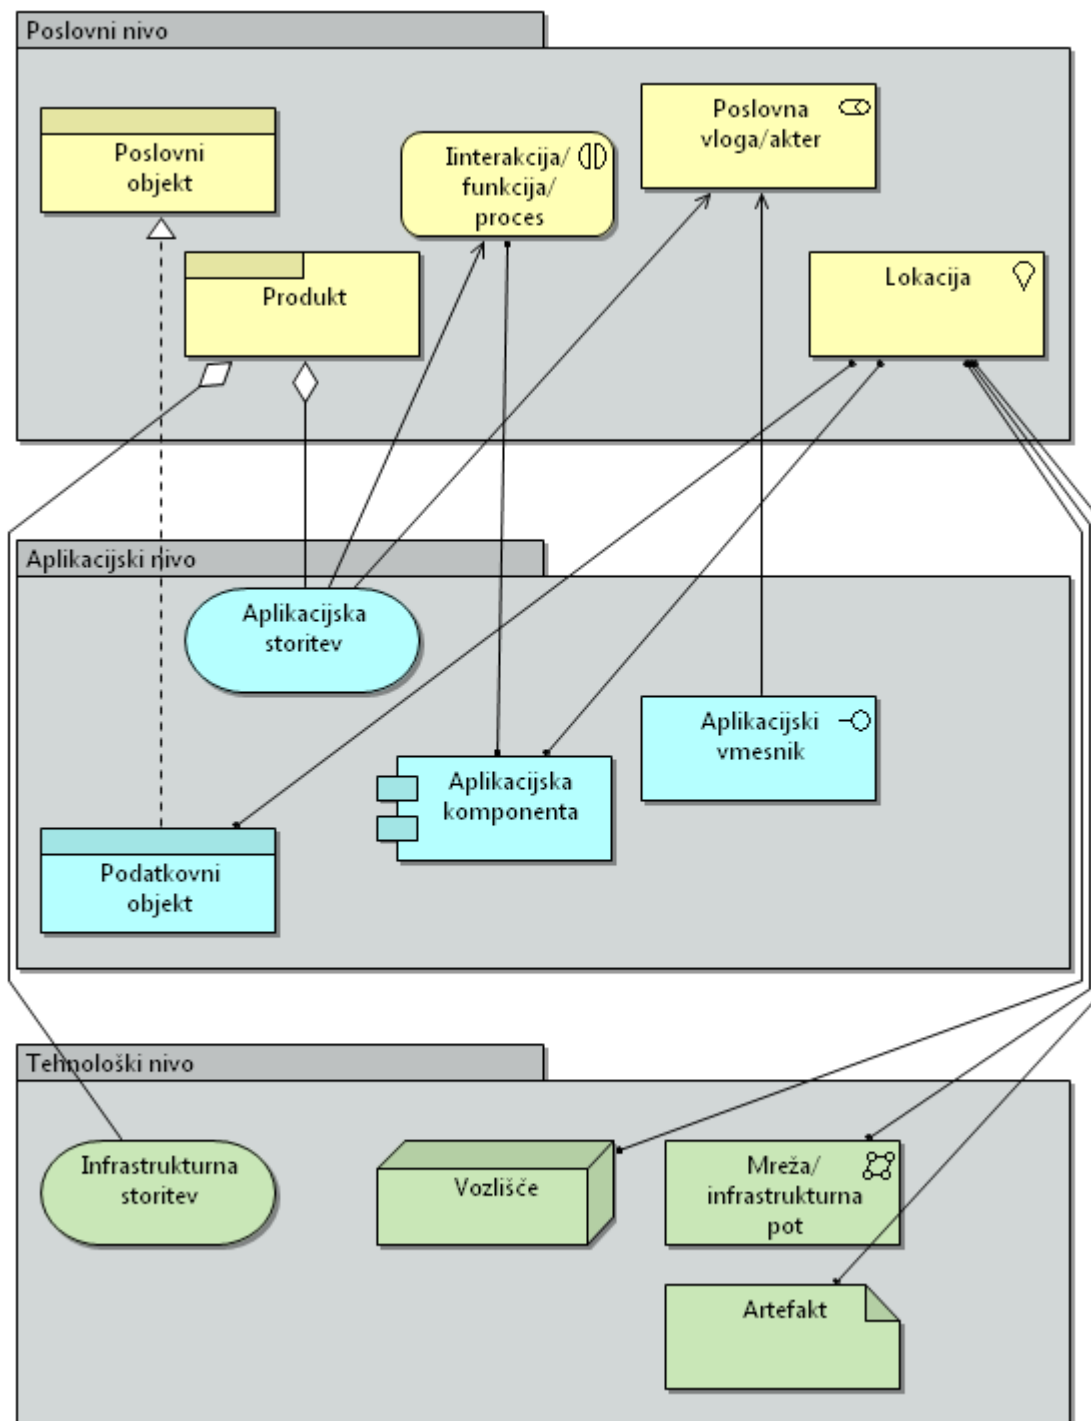 Poslovni nivo
Poslovni
objekt
Iinterakcija/
funkcija/
proces
Poslovna
vloga/akter
Produkt
Lokacija
Aplikacijski nivo
Aplikacijska
storitev
Aplikacijski
vmesnik
Aplikacijska
komponenta
Podatkovni
objekt
Tehnološki nivo
Infrastrukturna
storitev
Vozlišče
Mreža/
infrastrukturna
pot
Artefakt